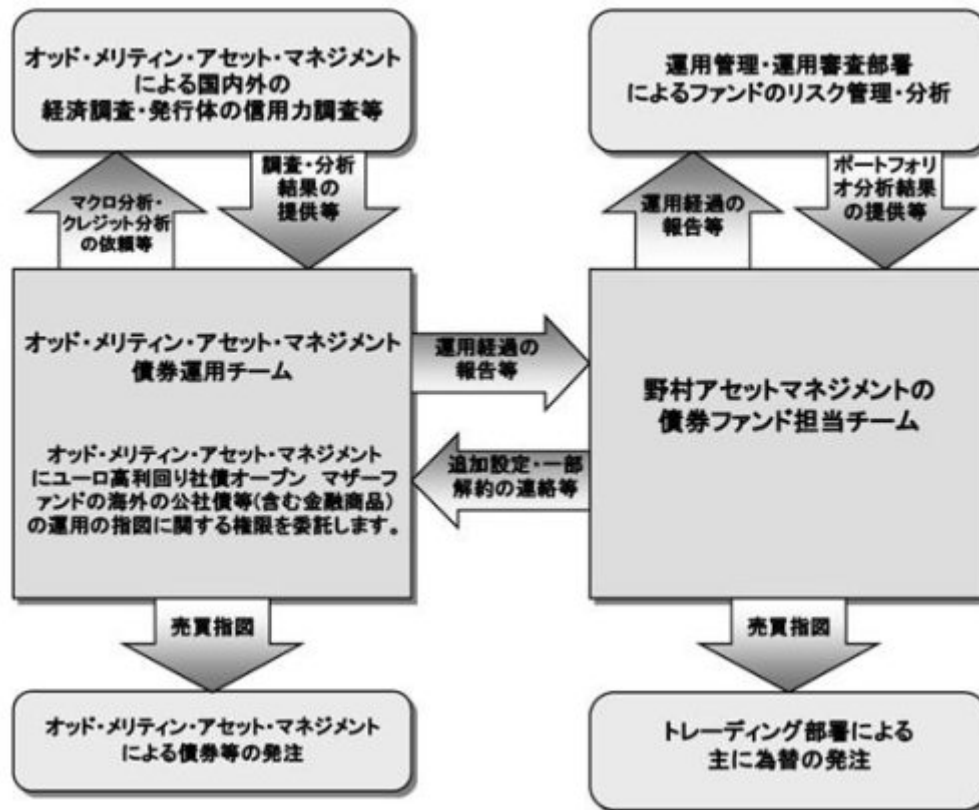 オッド・メリティン・アセット・マネジメント
による国内外の
経済調査・発行体の信用力調査等
運用管理・運用審査部署
によるファンドのリスク管理・分析
マクロ分析・
クレジット分析
の依頼等
調査・分析
結果の
提供等
運用経過の
報告等
ポートフォリ
オ分析結果
の提供等
オッド・メリティン・アセット・マネジメント
債券運用チーム
オッド・メリティン・アセット・マネジメント
にユーロ高利回り社債オープン マザーフ
ァンドの海外の公社債等(含む金融商品)
の運用の指図に関する権限を委託します。
運用経過の
報告等
追加設定・一部
解約の連絡等
野村アセットマネジメントの
債券ファンド担当チーム
売買指図
売買指図
オッド・メリティン・アセット・マネジメント
による債券等の発注
トレーディング部署による
主に為替の発注